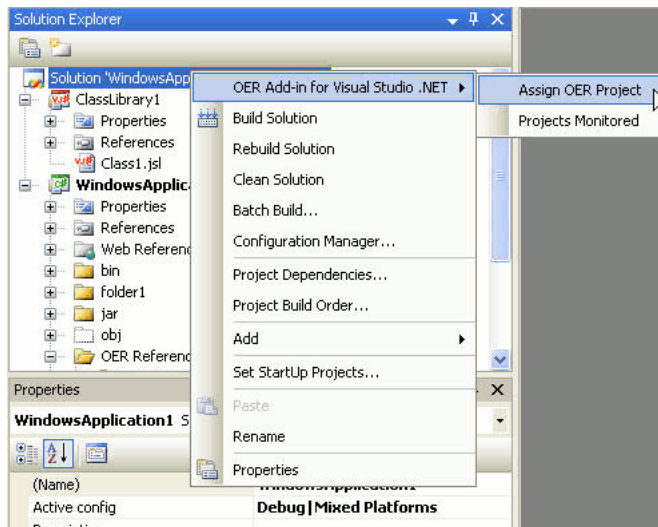 Solution Explorer
Solution 'WindowsApp
ClassLibrary1
Properties
References
Class1.jsl
WindowsApplic
Properties
References
Web Referenc
bin
folder1
jar
obj
OER Referenc
OER Add-in for Visual Studio .NET
Build Solution
Rebuild Solution
Clean Solution
Batch Build...
Configuration Manager...
Project Dependencies...
Project Build Order...
Add
Set StartUp Projects...
Paste
Rename
Properties
Assign OER Project
Projects Monitored
Properties
WindowsApplication1 S
(Name)
WindowsApplication1
Active config
Debug|Mixed Platforms